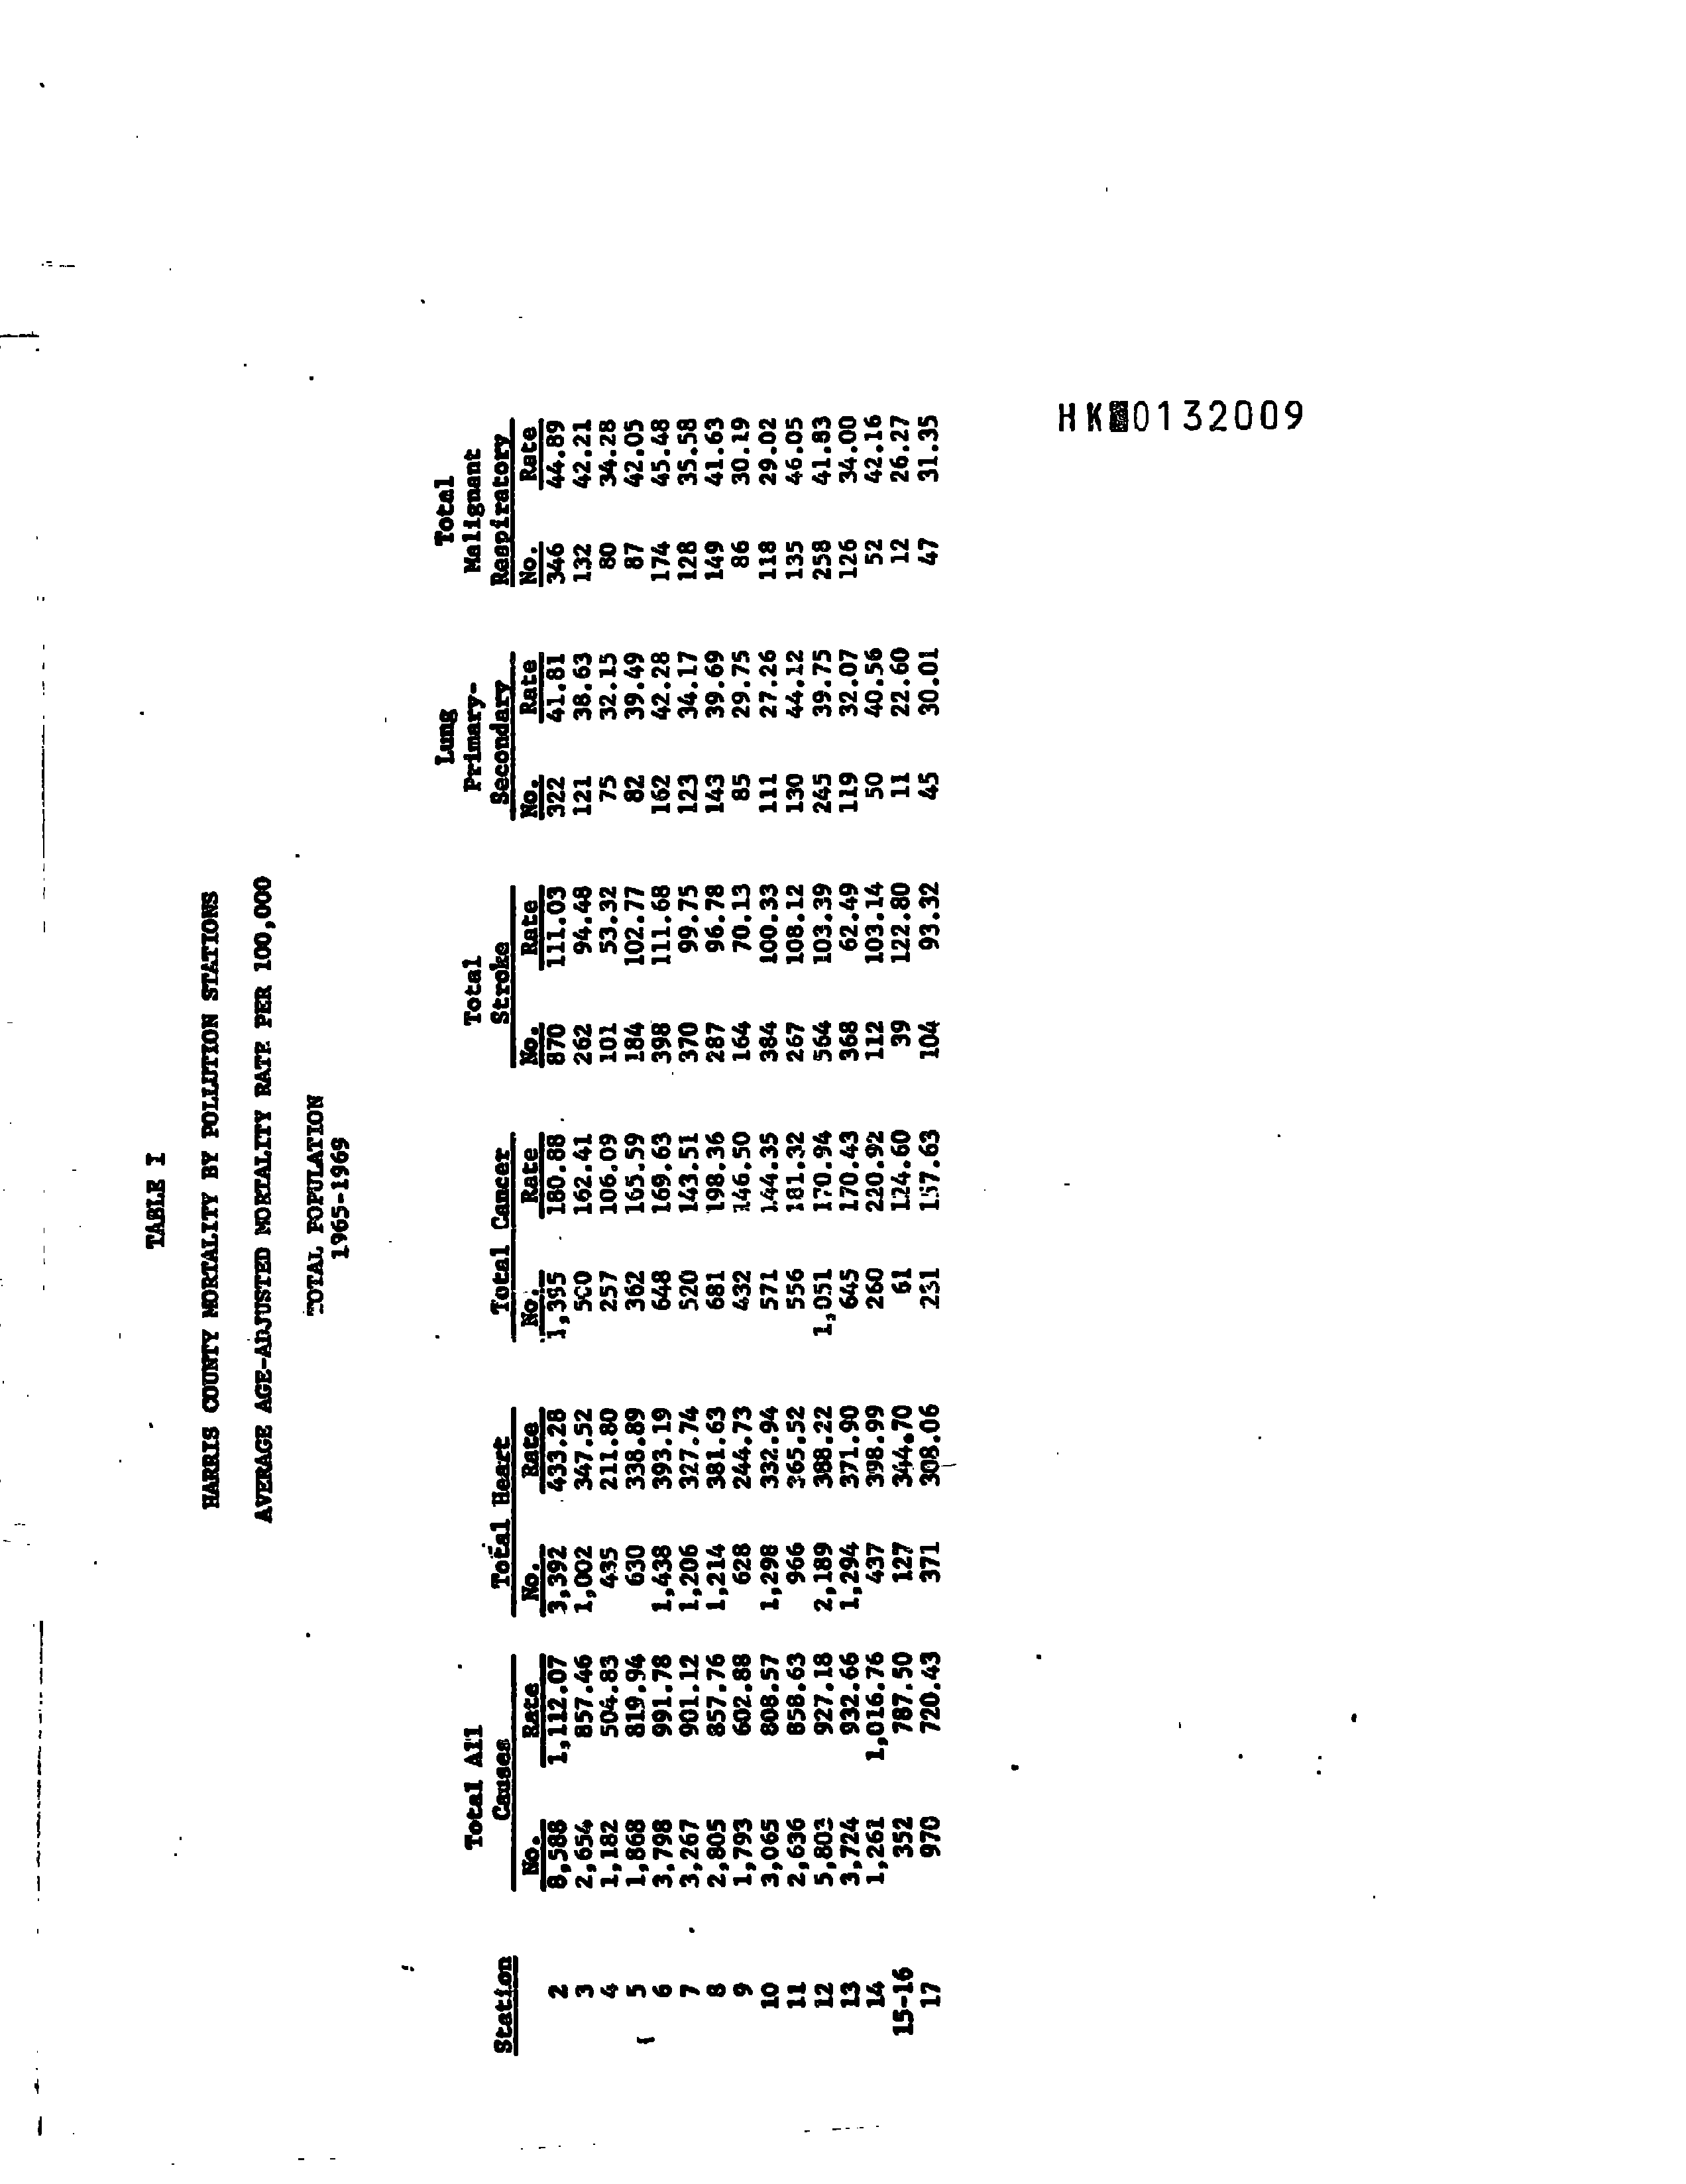 TABLE I
HARRIS COUNTY MORTALITY BY POLLUTION STATIONS
AVERAGE AGE-ADJUSTED MORTALITY RATE PER 100,000
TOTAL POPULATION
1965-1969
Total
Lung Malignant
Total All Total Primary- Respiratory
Station Causes Total Heart Total Cancer Stroke Secondary
No. Rate No. Rate No. Rate No. Rate No. Rate No. Rate
2 8,588 1,112.07 3,392 433.28 1,395 180.88 870 111.03 322 41.81 346 44.89
3 2,654 857.46 1,002 347.52 500 162.41 262 94.48 121 38.63 132 42.21
4 1,182 504.83 435 211.80 257 106.09 101 53.32 75 32.15 80 34.28
5 1,868 819.94 630 338.89 362 165.59 184 102.77 82 39.49 87 42.05
6 3,798 991.78 1,438 393.19 648 169.63 398 111.68 162 42.28 174 45.48
7 3,267 901.12 1,206 327.74 520 143.51 370 99.75 123 34.17 128 35.58
8 2,805 857.76 1,214 381.63 681 198.36 287 96.78 143 39.69 149 41.63
9 1,793 602.88 628 244.73 432 146.50 164 70.13 85 29.75 86 30.19
10 3,065 808.57 1,298 332.94 571 144.35 384 100.33 111 27.26 118 29.02
11 2,636 858.63 966 365.52 556 181.32 267 108.12 130 44.12 135 46.05
12 5,803 927.18 2,189 388.22 1,051 170.94 564 103.39 245 39.75 258 41.83
13 3,724 932.66 1,294 371.90 645 170.43 368 62.49 119 32.07 126 34.00
14 1,261 1,016.76 437 398.99 260 220.92 112 103.14 50 40.56 52 42.16
15-16 352 787.50 127 344.70 61 124.60 39 122.80 11 22.60 12 26.27
17 970 720.43 371 308.06 231 157.63 104 93.32 45 30.01 47 31.35
HK 0132009